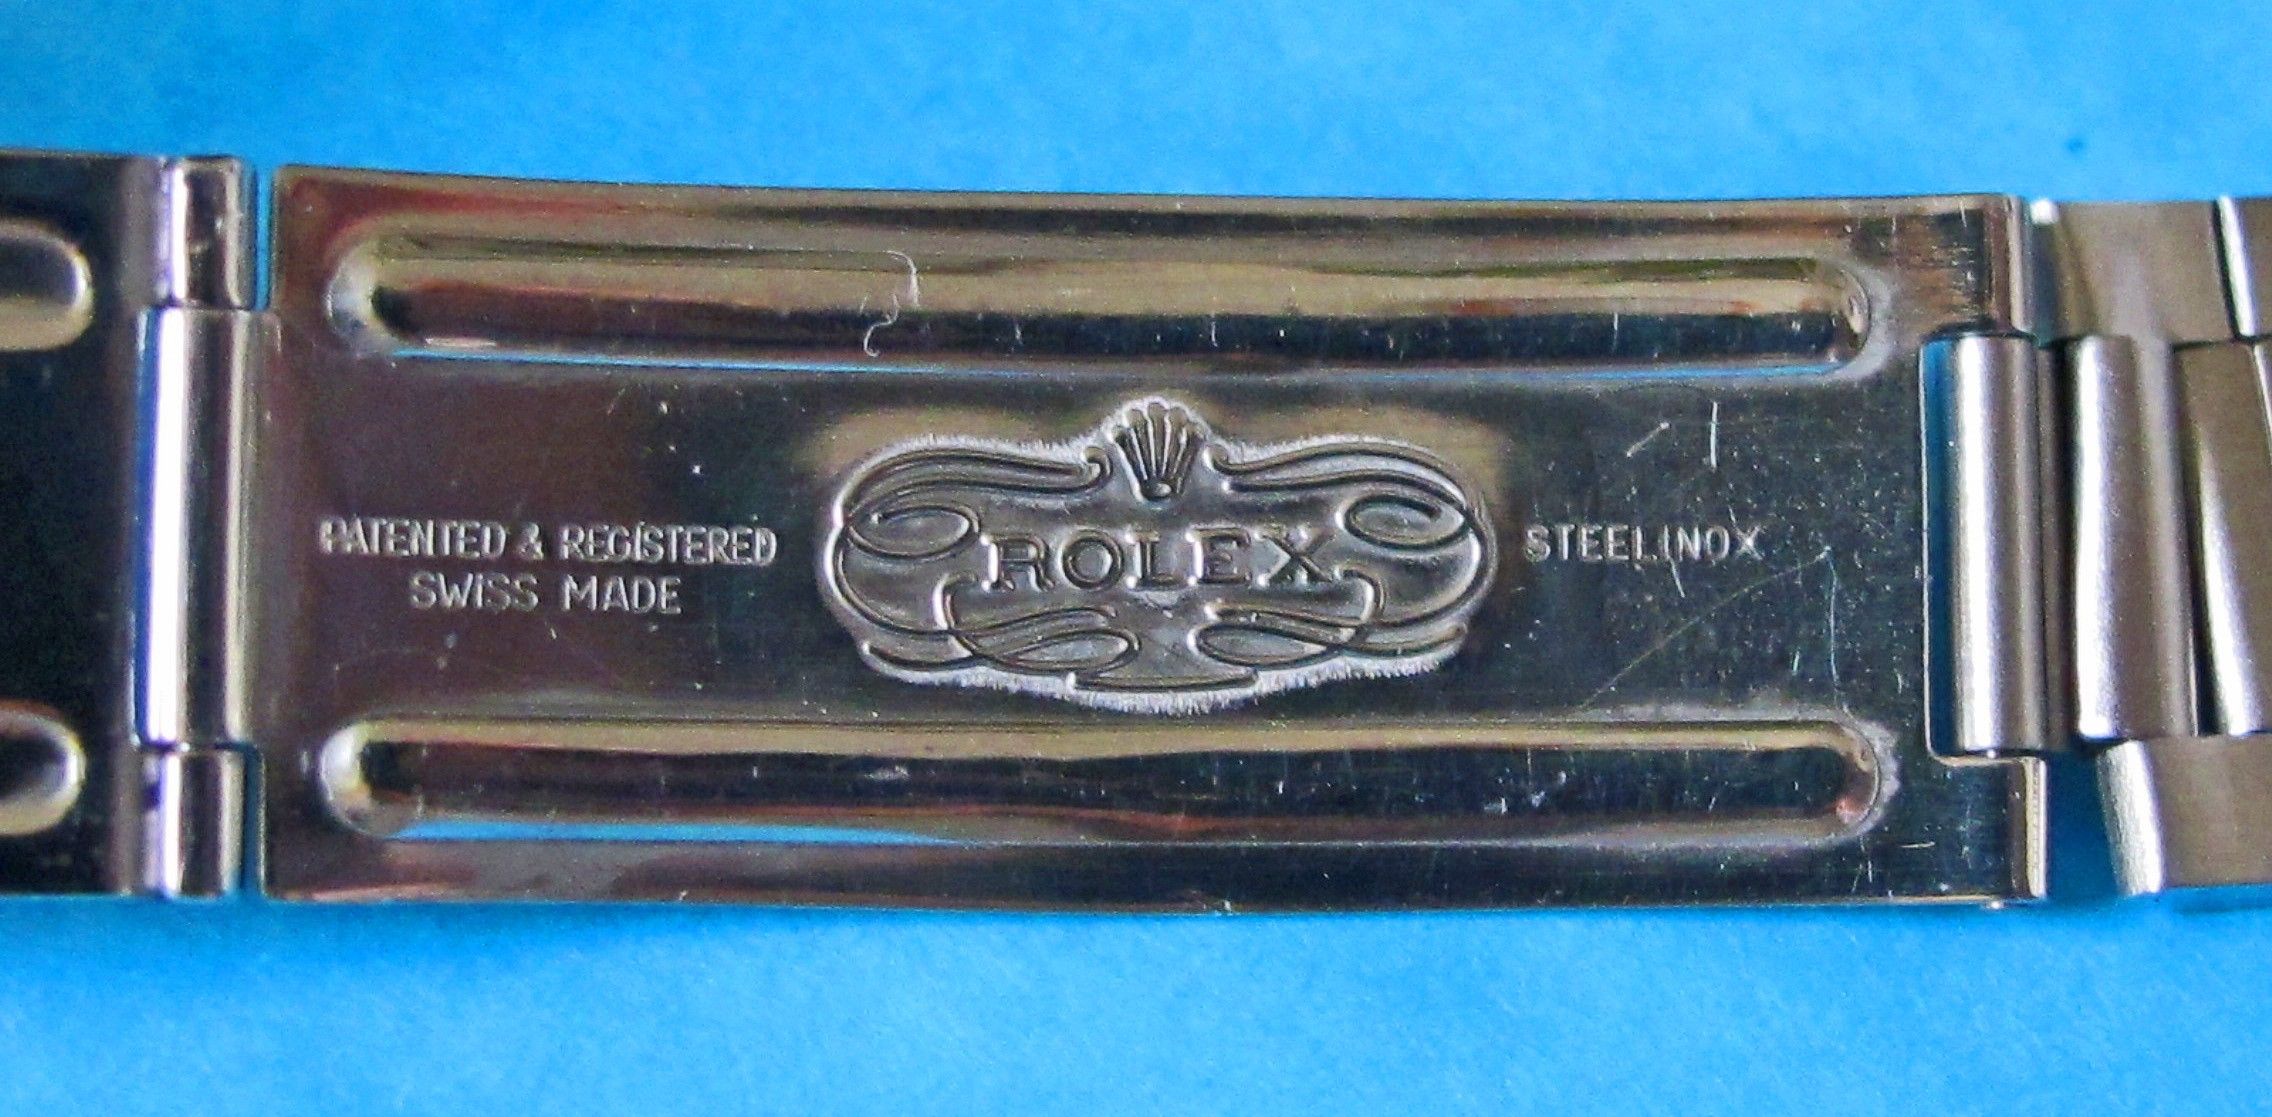 PATENTED & REGISTERED
SWISS MADE
ROLEX
STEELINOX